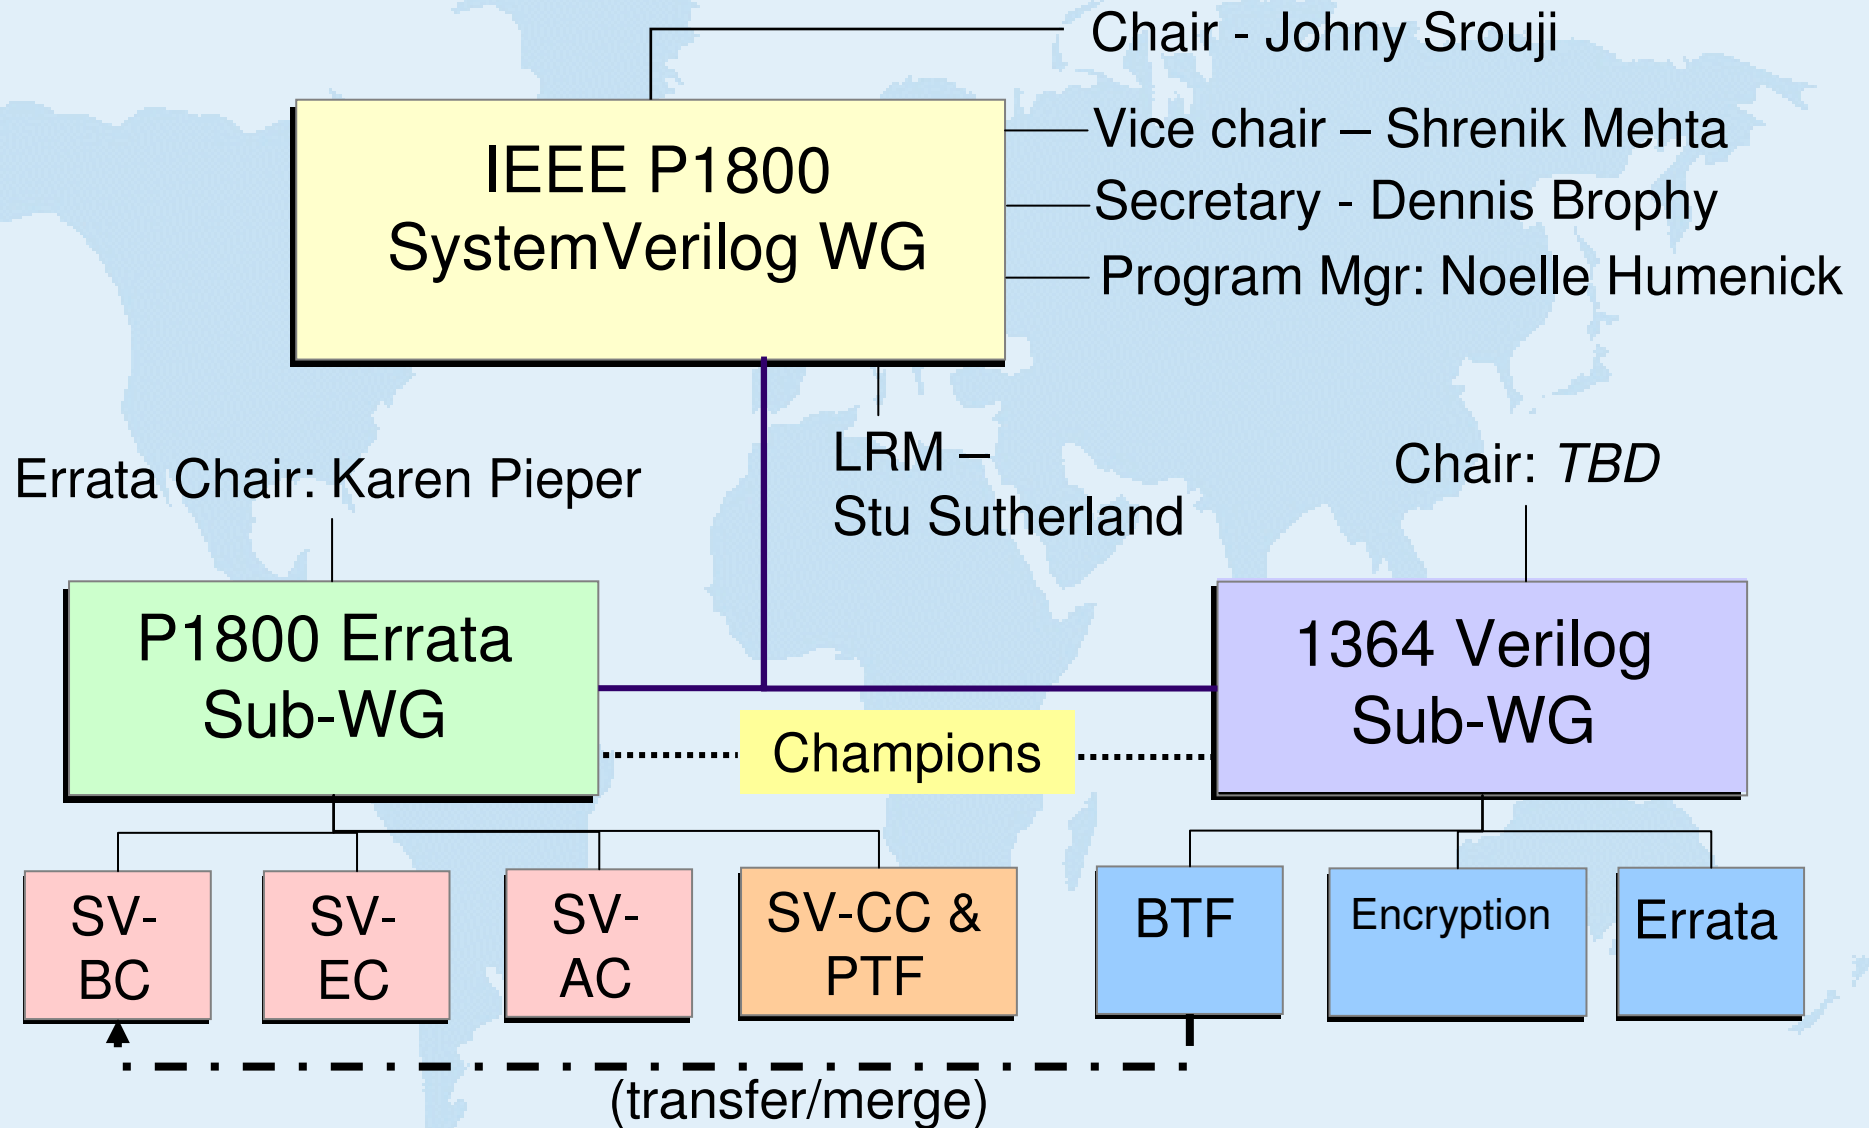 Chair - Johny Srouji
IEEE P1800
SystemVerilog WG
Vice chair – Shrenik Mehta
Secretary - Dennis Brophy
Program Mgr: Noelle Humenick
LRM –
Stu Sutherland
Errata Chair: Karen Pieper
Chair: TBD
P1800 Errata
Sub-WG
1364 Verilog
Sub-WG
Champions
SV-
BC
SV-
EC
SV-
AC
SV-CC &
PTF
BTF
Encryption
Errata
(transfer/merge)